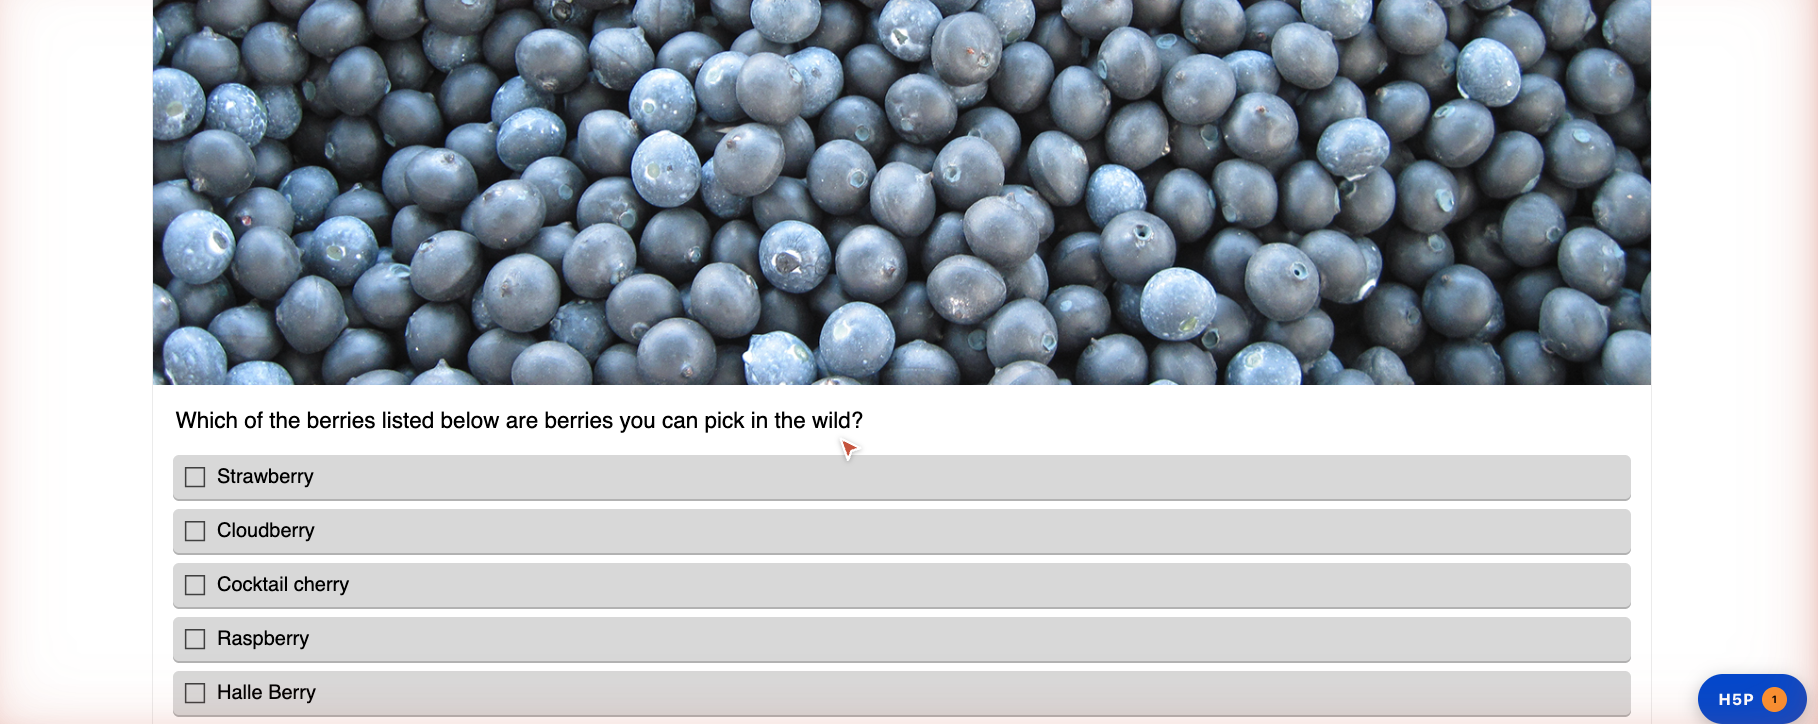 Which of the berries listed below are berries you can pick in the wild?
Strawberry
Cloudberry
Cocktail cherry
Raspberry
Halle Berry
H5P 1